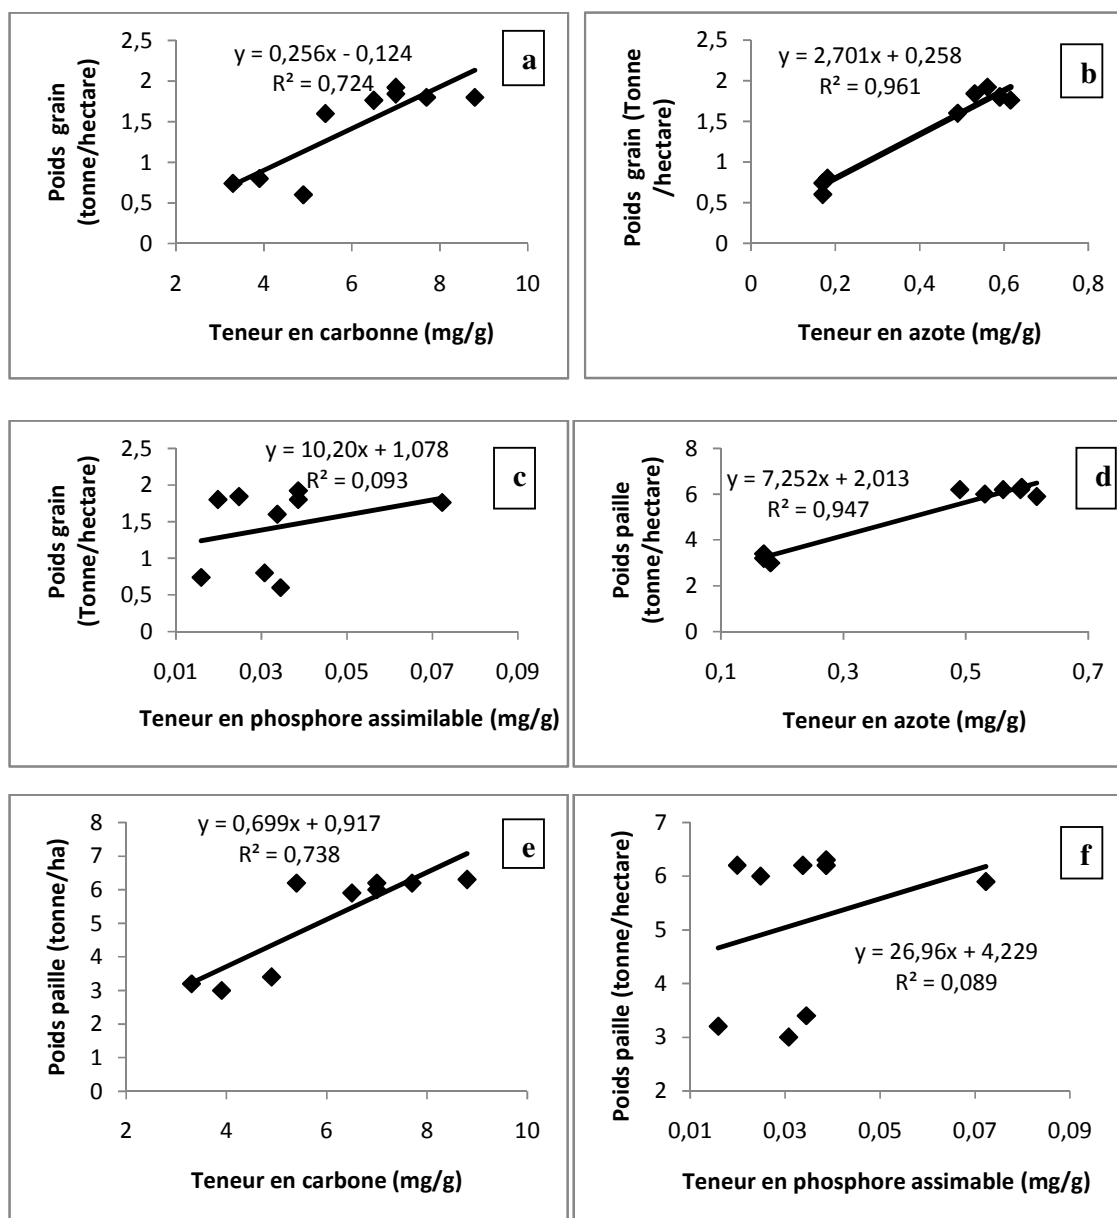 a
y = 0,256x - 0,124
R² = 0,724
2,5
2
1,5
1
0,5
0
2 4 6 8 10
Poids grain
(tonne/hectare)
Teneur en carbonne (mg/g)
b
y = 2,701x + 0,258
R² = 0,961
2,5
2
1,5
1
0,5
0
0 0,2 0,4 0,6 0,8
Poids grain (Tonne
/hectare)
Teneur en azote (mg/g)
c
y = 10,20x + 1,078
R² = 0,093
2,5
2
1,5
1
0,5
0
0,01 0,03 0,05 0,07 0,09
Poids grain
(Tonne/hectare)
Teneur en phosphore assimilable (mg/g)
d
y = 7,252x + 2,013
R² = 0,947
8
6
4
2
0
0,1 0,3 0,5 0,7
Poids paille
(tonne/hectare)
Teneur en azote (mg/g)
e
y = 0,699x + 0,917
R² = 0,738
8
7
6
5
4
3
2
1
0
2 4 6 8 10
Poids paille (tonne/ha)
Teneur en carbone (mg/g)
f
7
6
5
4
3
2
y = 26,96x + 4,229
R² = 0,089
0,01 0,03 0,05 0,07 0,09
Poids paille (tonne/hectare)
Teneur en phosphore assimable (mg/g)